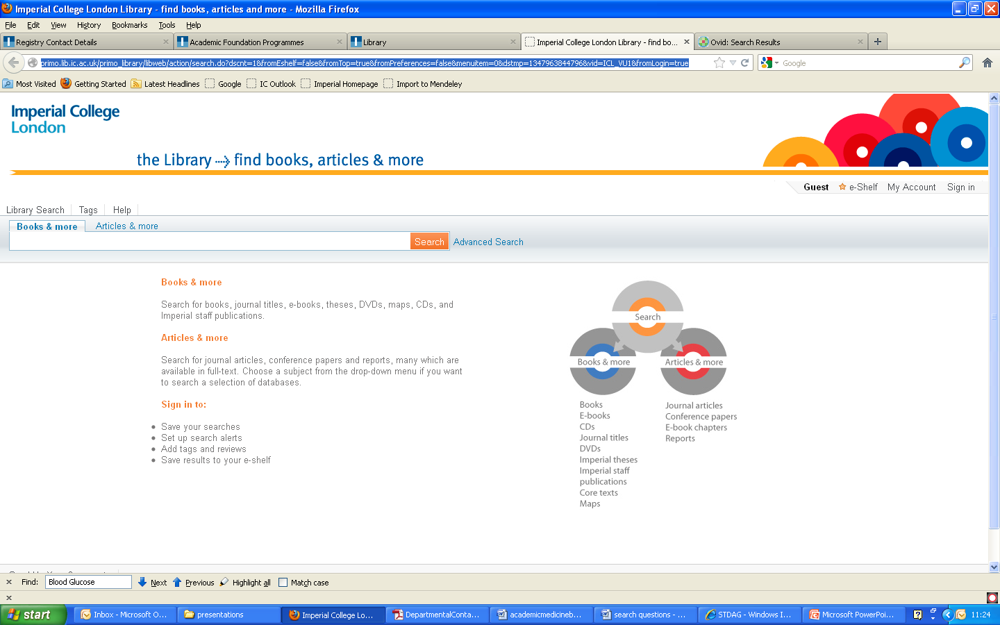 Imperial College London Library - find books, articles and more - Mozilla Firefox
File Edit View History Bookmarks Tools Help
Registry Contact Details
Academic Foundation Programmes
Library
Imperial College London Library - find bo...
Ovid: Search Results
primo.lib.ic.ac.uk/primo_library/libweb/action/search.do?dscnt=1&fromEshelf=false&fromTop=true&fromPreferences=false&menuitem=0&dstmp=1347963844796&vid=ICL_VU1&fromLogin=true
Google
Most Visited Getting Started Latest Headlines Google IC Outlook Imperial Homepage Import to Mendeley
Imperial College
London
the Library find books, articles & more
Guest e-Shelf My Account Sign in
Library Search Tags Help
Books & more Articles & more
Search Advanced Search
Books & more
Search for books, journal titles, e-books, theses, DVDs, maps, CDs, and
Imperial staff publications.
Articles & more
Search for journal articles, conference papers and reports, many which are
available in full-text. Choose a subject from the drop-down menu if you want
to search a selection of databases.
Sign in to:
Save your searches
Set up search alerts
Add tags and reviews
Save results to your e-shelf
Search
Books & more
Articles & more
Books
E-books
CDs
Journal titles
DVDs
Imperial theses
Imperial staff
publications
Core texts
Maps
Journal articles
Conference papers
E-book chapters
Reports
Find: Blood Glucose Next Previous Highlight all Match case
start
Inbox - Microsoft O...
presentations
Imperial College Lo...
DepartmentalConta...
academicmedicineb...
search questions - ...
STDAG - Windows I...
Microsoft PowerPoi...
11:24